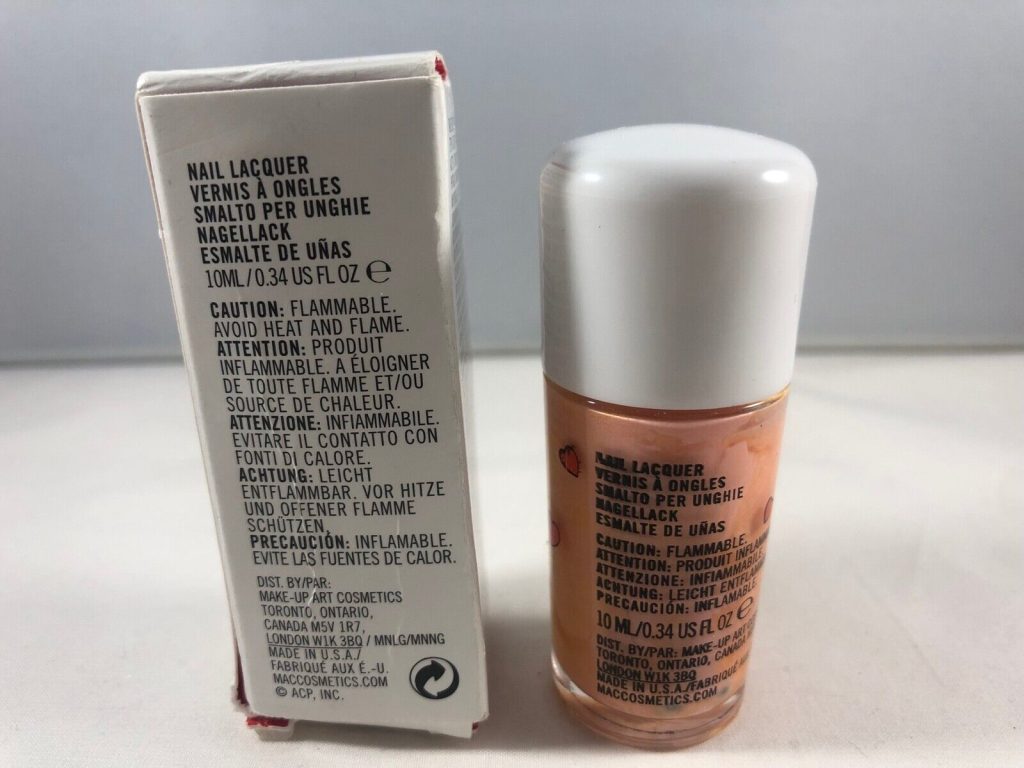 NAIL LACQUER
VERNIS À ONGLES
SMALTO PER UNGHIE
NAGELLACK
ESMALTE DE UÑAS
10ML/0.34 US FL OZ ℮
CAUTION: FLAMMABLE.
AVOID HEAT AND FLAME.
ATTENTION: PRODUIT
INFLAMMABLE. A ÉLOIGNER
DE TOUTE FLAMME ET/OU
SOURCE DE CHALEUR.
ATTENZIONE: INFIAMMABILE.
EVITARE IL CONTATTO CON
FONTI DI CALORE.
ACHTUNG: LEICHT
ENTFLAMMBAR. VOR HITZE
UND OFFENER FLAMME
SCHÜTZEN.
PRECAUCIÓN: INFLAMABLE.
EVITE LAS FUENTES DE CALOR.
DIST. BY/PAR:
MAKE-UP ART COSMETICS
TORONTO, ONTARIO,
CANADA M5V 1R7,
LONDON W1K 3BQ / MNLG/MNNG
MADE IN U.S.A./
FABRIQUÉ AUX É.-U.
MACCOSMETICS.COM
© ACP, INC.
NAIL LACQUER
VERNIS À ONGLES
SMALTO PER UNGHIE
NAGELLACK
ESMALTE DE UÑAS
CAUTION: FLAMMABLE.
ATTENTION: PRODUIT INFLAMM
ATTENZIONE: INFIAMMABILE
ACHTUNG: LEICHT ENTFLAM
PRECAUCIÓN: INFLAMABLE
10 ML/0.34 US FL OZ ℮
DIST. BY/PAR: MAKE-UP ART
TORONTO, ONTARIO, CANADA
LONDON W1K 3BQ
MADE IN U.S.A./FABRIQUÉ AUX
MACCOSMETICS.COM